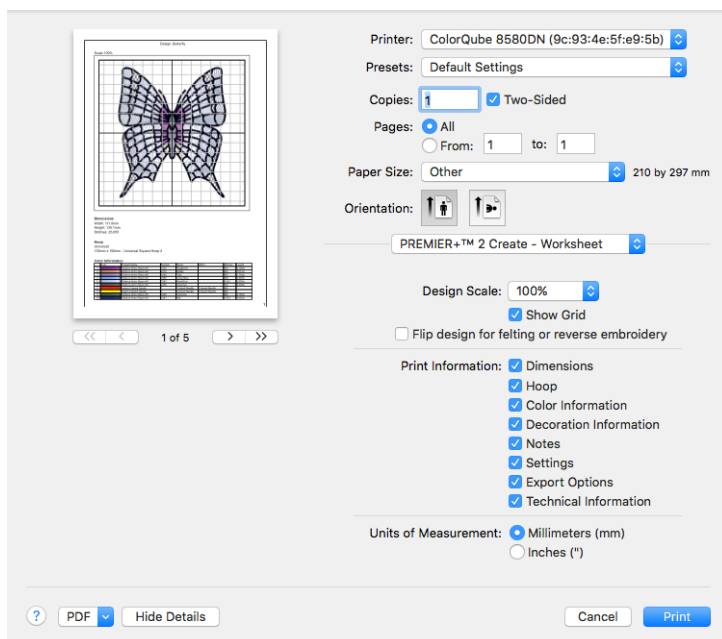 Design: Butterfly
Scale 100%
Dimensions
Hoop
Universal
Color Information
1
<< < 1 of 5 > >>
Printer: ColorQube 8580DN (9c:93:4e:5f:e9:5b)
Presets: Default Settings
Copies: 1 Two-Sided
Pages: All
From: 1 to: 1
Paper Size: Other 210 by 297 mm
Orientation:
PREMIER+™ 2 Create - Worksheet
Design Scale: 100%
Show Grid
Flip design for felting or reverse embroidery
Print Information: Dimensions
Hoop
Color Information
Decoration Information
Notes
Settings
Export Options
Technical Information
Units of Measurement: Millimeters (mm)
Inches (")
? PDF Hide Details Cancel Print